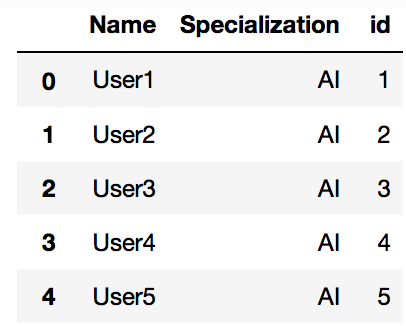 Name Specialization id
0 User1 AI 1
1 User2 AI 2
2 User3 AI 3
3 User4 AI 4
4 User5 AI 5